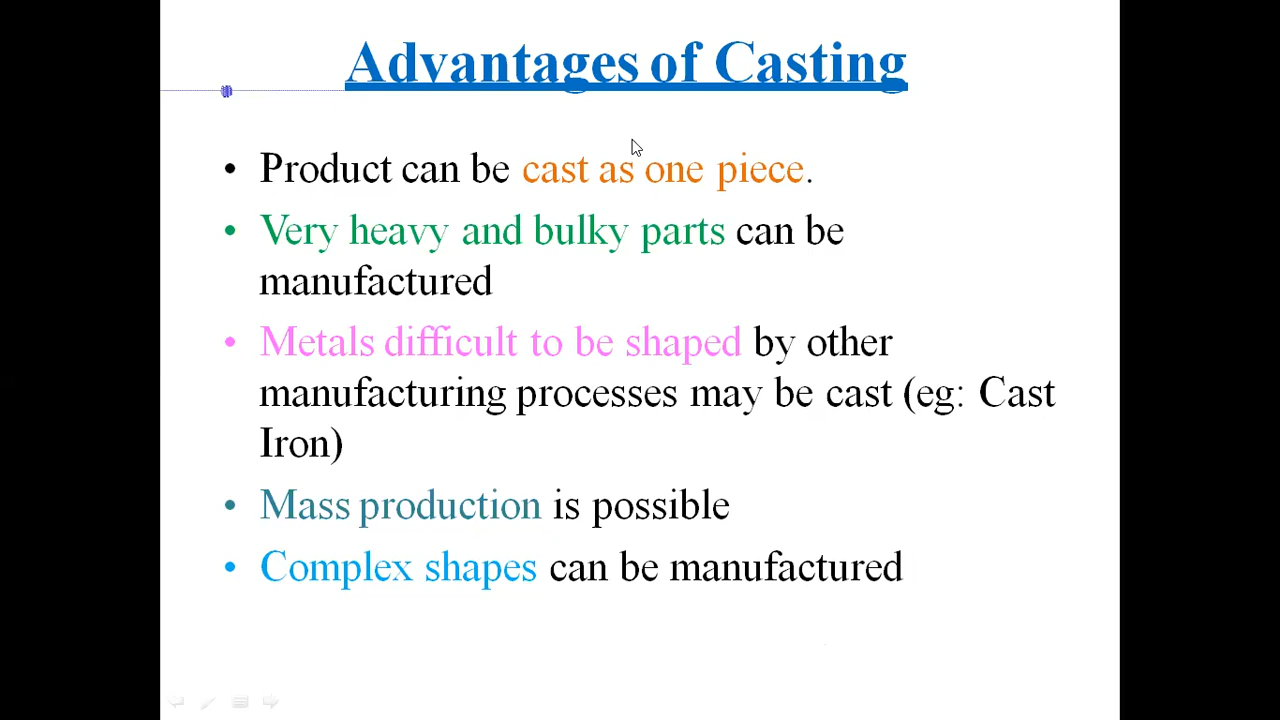 Advantages of Casting
• Product can be cast as one piece.
• Very heavy and bulky parts can be
manufactured
• Metals difficult to be shaped by other
manufacturing processes may be cast (eg: Cast
Iron)
• Mass production is possible
• Complex shapes can be manufactured